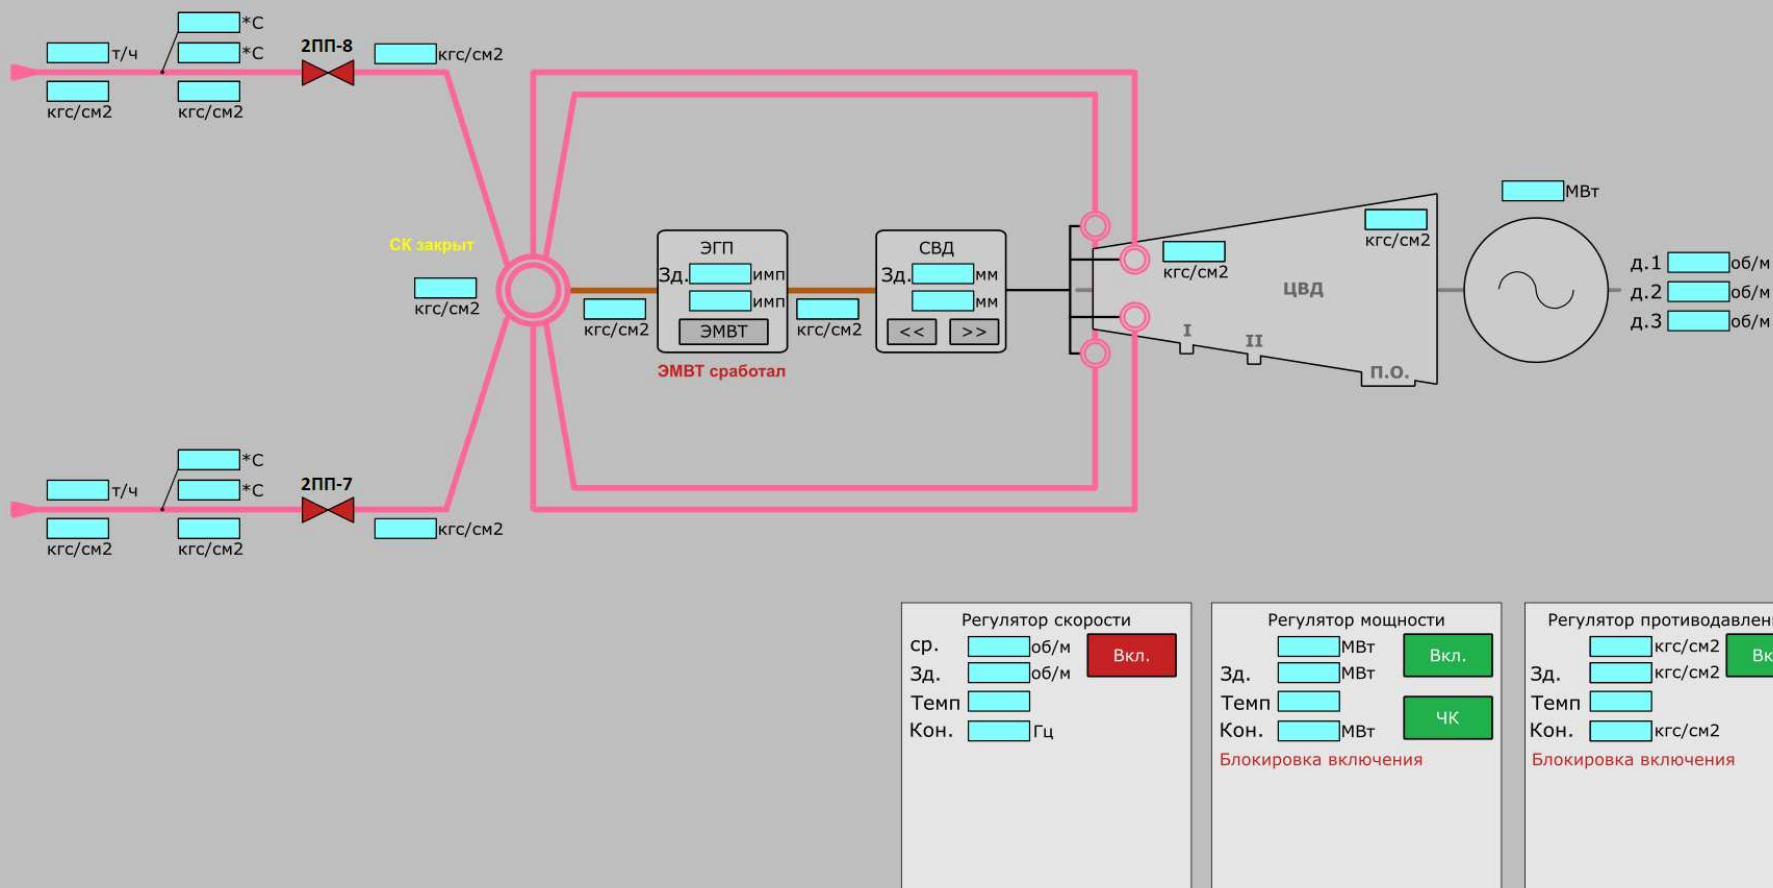 *C
2ПП-8
т/ч
*C
кгс/см2
кгс/см2
кгс/см2
МВт
СК закрыт
кгс/см2
ЭГП
Зд. имп
имп
ЭМВТ
ЭМВТ сработал
кгс/см2
кгс/см2
СВД
Зд. мм
мм
<< >>
кгс/см2
кгс/см2
ЦВД
I
II
П.О.
д.1 об/м
д.2 об/м
д.3 об/м
*C
2ПП-7
т/ч
*C
кгс/см2
кгс/см2
кгс/см2
Регулятор скорости
ср. об/м Вкл.
Зд. об/м
Темп
Кон. Гц
Регулятор мощности
МВт Вкл.
Зд. МВт
Темп ЧК
Кон. МВт
Блокировка включения
Регулятор противодавлени
кгс/см2 Вк
Зд. кгс/см2
Темп
Кон. кгс/см2
Блокировка включения